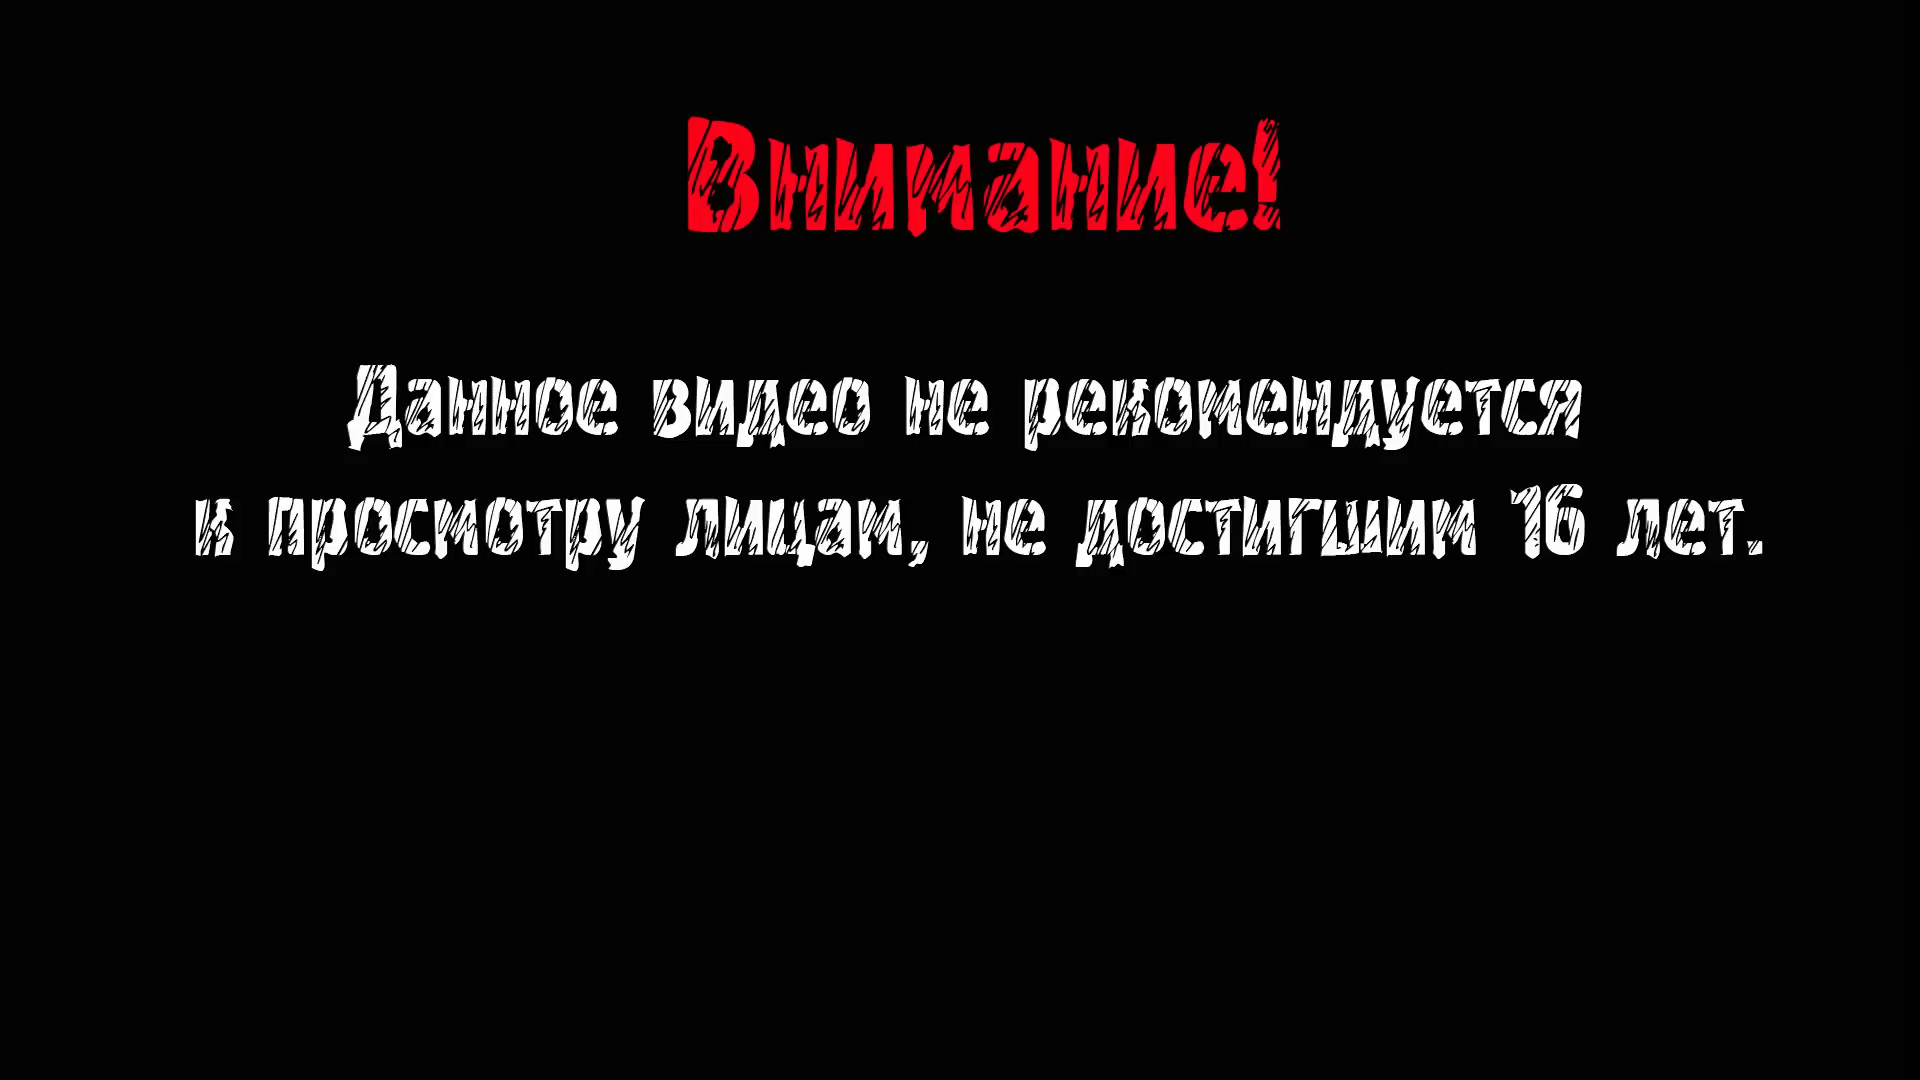 Внимание!
Данное видео не рекомендуется
к просмотру лицам, не достигшим 16 лет.